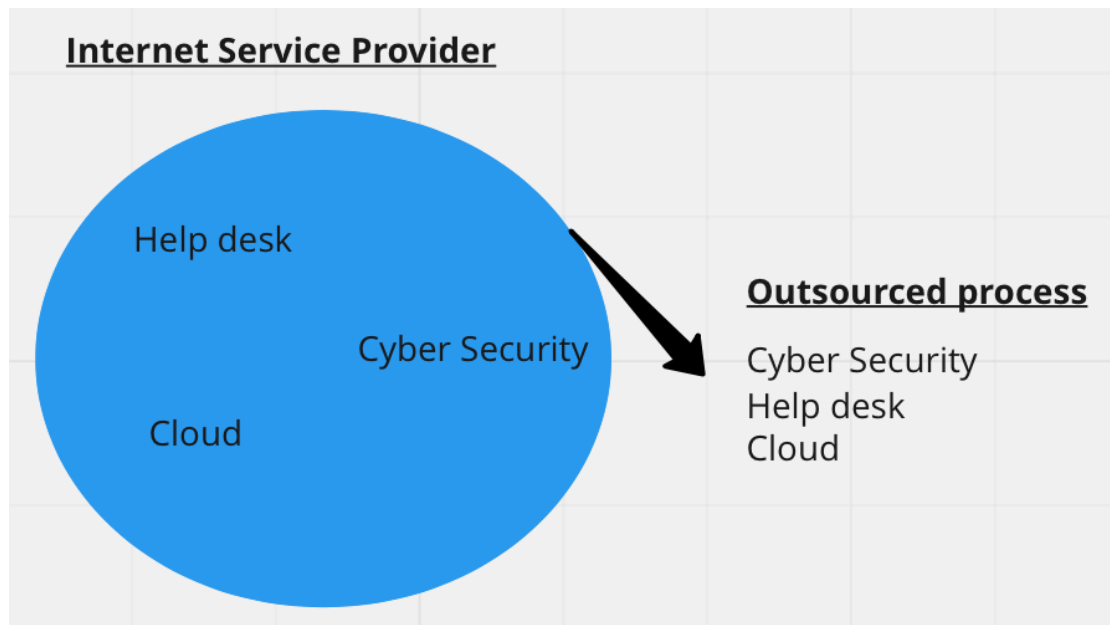 Internet Service Provider
Help desk
Cyber Security
Cloud
Outsourced process
Cyber Security
Help desk
Cloud